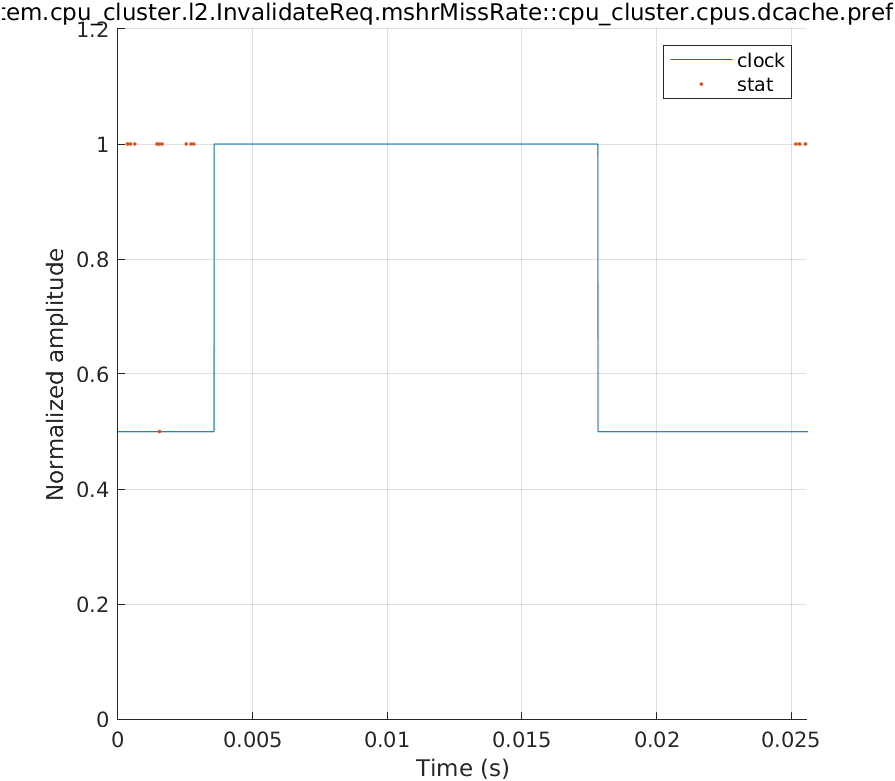 tem.cpu_cluster.l2.InvalidateReq.mshrMissRate::cpu_cluster.cpus.dcache.pref
1.2
clock
stat
1
0.8
0.6
0.4
0.2
0
Normalized amplitude
0 0.005 0.01 0.015 0.02 0.025
Time (s)